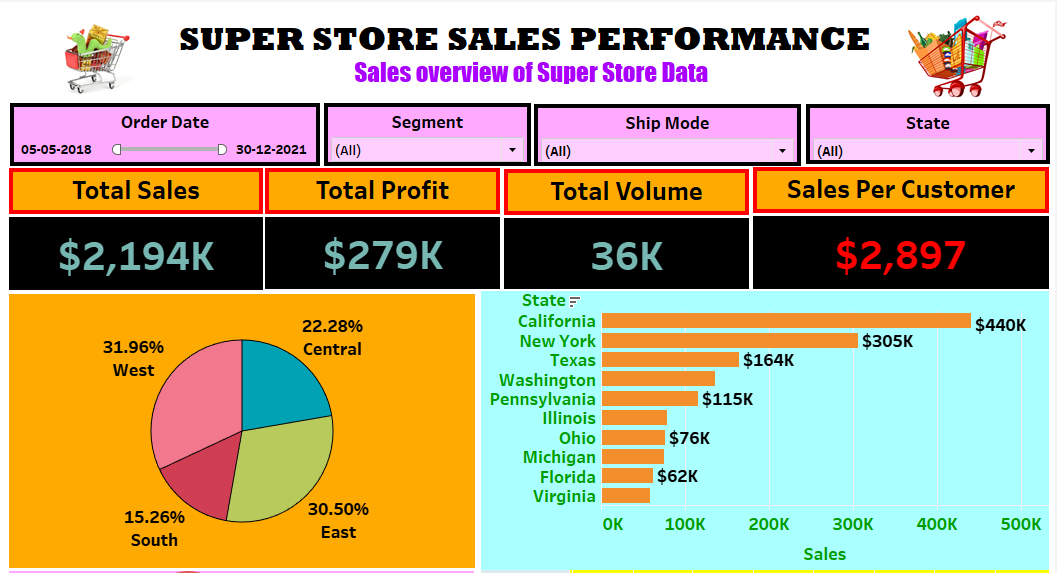 SUPER STORE SALES PERFORMANCE
Sales overview of Super Store Data
Order Date
05-05-2018
30-12-2021
Segment
(All)
Ship Mode
(All)
State
(All)
Total Sales
Total Profit
Total Volume
Sales Per Customer
$2,194K
$279K
36K
$2,897
22.28%
Central
31.96%
West
15.26%
South
30.50%
East
State
California
$440K
New York
$305K
Texas
$164K
Washington
Pennsylvania
$115K
Illinois
Ohio
$76K
Michigan
Florida
$62K
Virginia
0K
100K
200K
300K
400K
500K
Sales